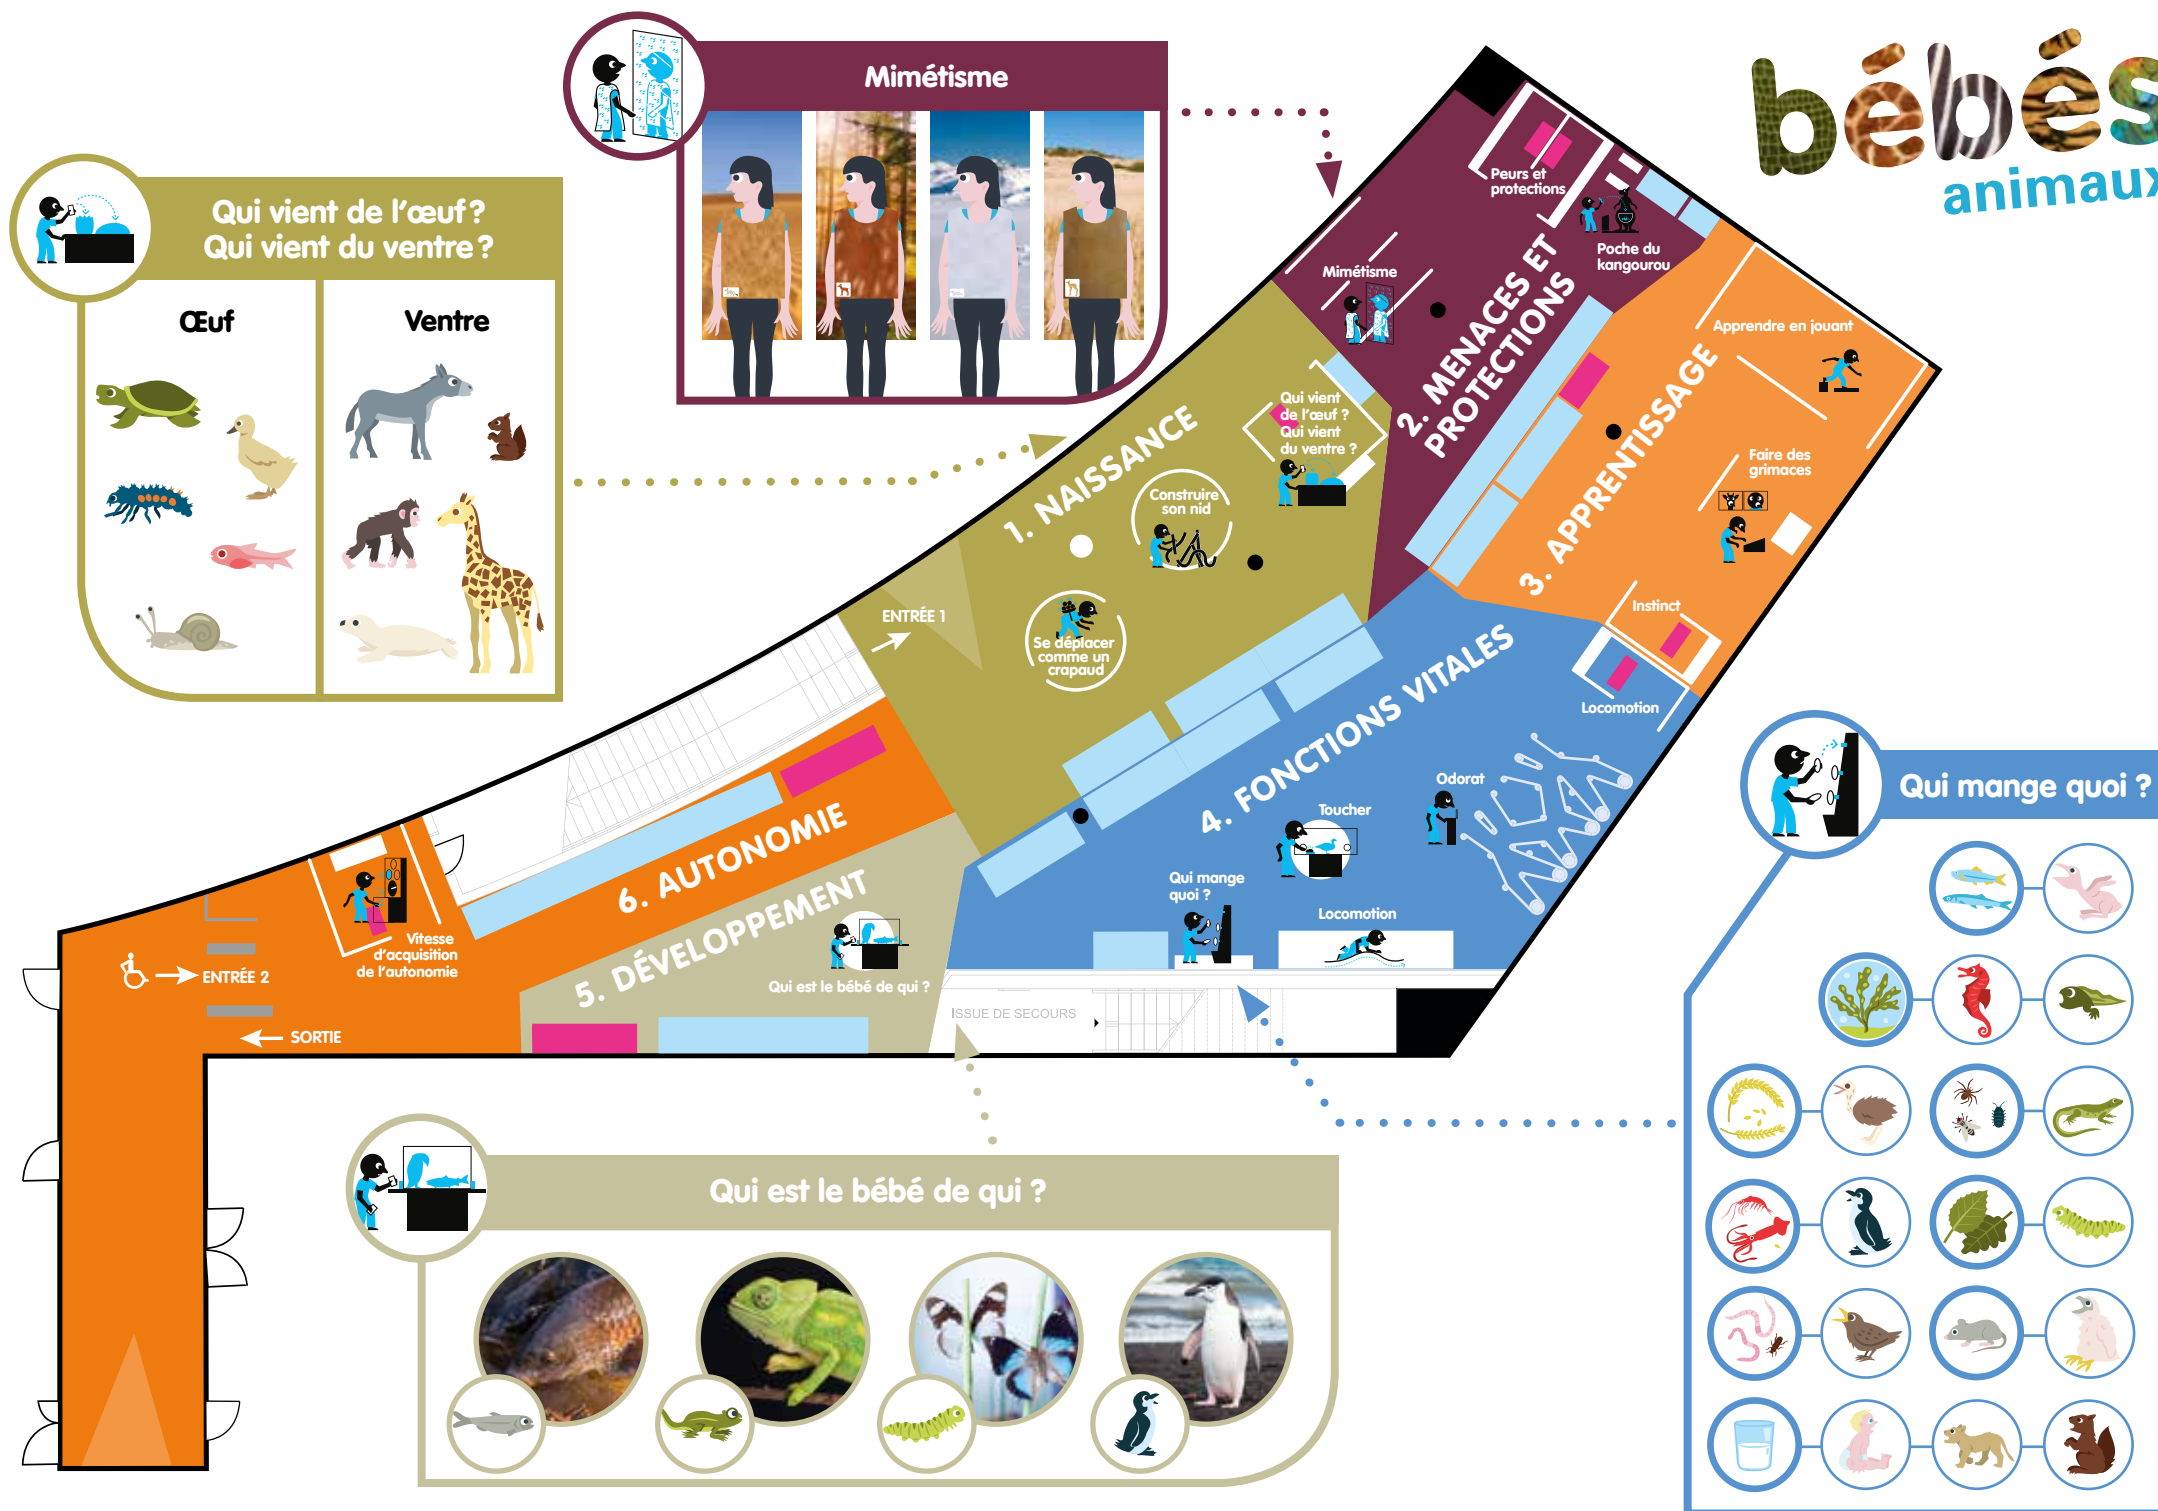 bébés
animaux
Mimétisme
Qui vient de l'œuf ?
Qui vient du ventre ?
Œuf
Ventre
Peurs et
protections
Poche du
kangourou
Mimétisme
2. MENACES ET
PROTECTIONS
Apprendre en jouant
Faire des
grimaces
3. APPRENTISSAGE
Instinct
Qui vient
de l'œuf ?
Qui vient
du ventre ?
1. NAISSANCE
Construire
son nid
Se déplacer
comme un
crapaud
ENTRÉE 1
4. FONCTIONS VITALES
Locomotion
Odorat
Toucher
Qui mange
quoi ?
Locomotion
6. AUTONOMIE
Vitesse
d'acquisition
de l'autonomie
5. DÉVELOPPEMENT
Qui est le bébé de qui ?
ENTRÉE 2
SORTIE
ISSUE DE SECOURS
Qui mange quoi ?
Qui est le bébé de qui ?